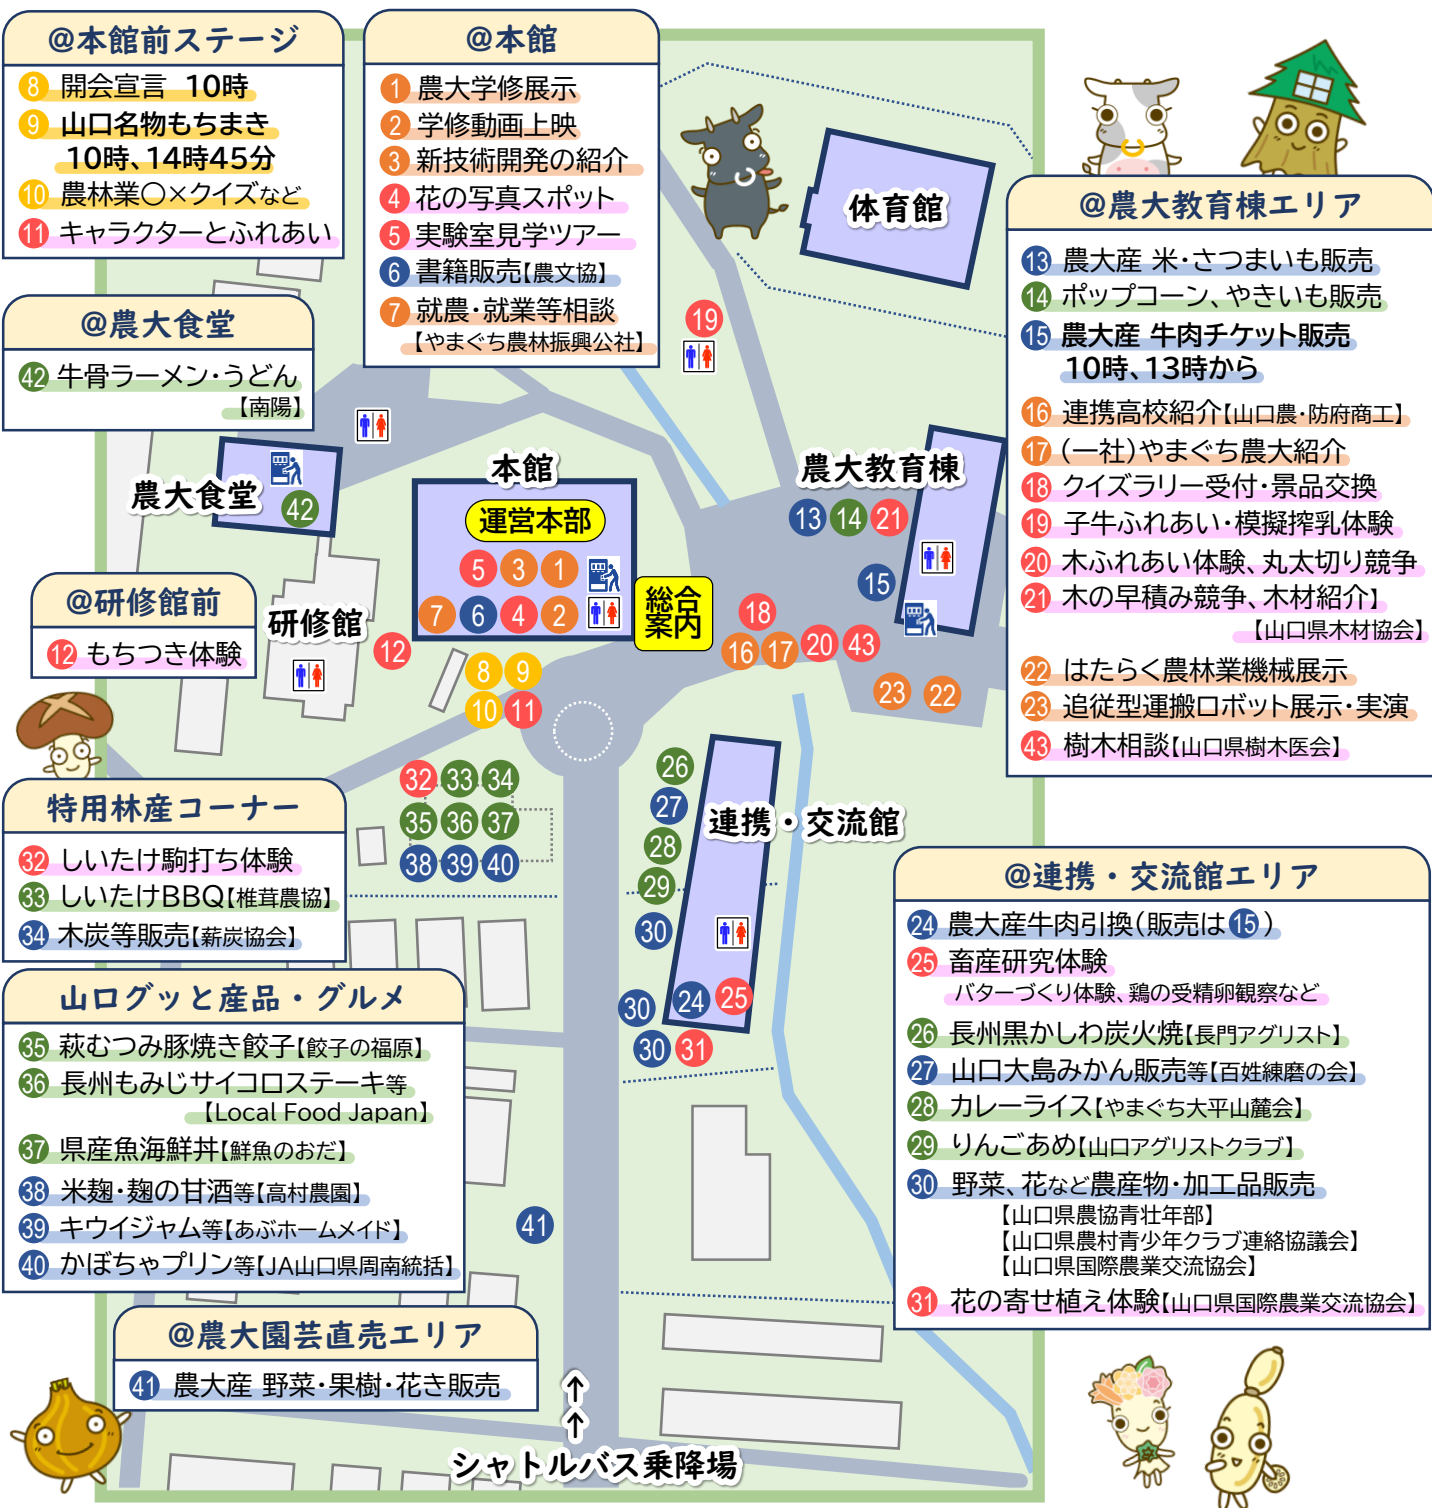 @本館前ステージ
8 開会宣言 10時
9 山口名物もちまき
10時、14時45分
10 農林業〇×クイズなど
11 キャラクターとふれあい
@本館
1 農大学修展示
2 学修動画上映
3 新技術開発の紹介
4 花の写真スポット
5 実験室見学ツアー
6 書籍販売【農文協】
7 就農・就業等相談
【やまぐち農林振興公社】
@農大食堂
42 牛骨ラーメン・うどん
【南陽】
@研修館前
12 もちつき体験
特用林産コーナー
32 しいたけ駒打ち体験
33 しいたけBBQ【椎茸農協】
34 木炭等販売【薪炭協会】
山口グッと産品・グルメ
35 萩むつみ豚焼き餃子【餃子の福原】
36 長州もみじサイコロステーキ等
【Local Food Japan】
37 県産魚海鮮丼【鮮魚のおだ】
38 米麹・麹の甘酒等【高村農園】
39 キウイジャム等【あぶホームメイド】
40 かぼちゃプリン等【JA山口県周南統括】
@農大園芸直売エリア
41 農大産 野菜・果樹・花き販売
@農大教育棟エリア
13 農大産 米・さつまいも販売
14 ポップコーン、やきいも販売
15 農大産 牛肉チケット販売
10時、13時から
16 連携高校紹介【山口農・防府商工】
17 (一社)やまぐち農大紹介
18 クイズラリー受付・景品交換
19 子牛ふれあい・模擬搾乳体験
20 木ふれあい体験、丸太切り競争
21 木の早積み競争、木材紹介】
【山口県木材協会】
22 はたらく農林業機械展示
23 追従型運搬ロボット展示・実演
43 樹木相談【山口県樹木医会】
@連携・交流館エリア
24 農大産牛肉引換(販売は15)
25 畜産研究体験
バターづくり体験、鶏の受精卵観察など
26 長州黒かしわ炭火焼【長門アグリスト】
27 山口大島みかん販売等【百姓練磨の会】
28 カレーライス【やまぐち大平山麓会】
29 りんごあめ【山口アグリストクラブ】
30 野菜、花など農産物・加工品販売
【山口県農協青壮年部】
【山口県農村青少年クラブ連絡協議会】
【山口県国際農業交流協会】
31 花の寄せ植え体験【山口県国際農業交流協会】
体育館
19
農大食堂
42
本館
運営本部
5 3 1
7 6 4 2
総合
案内
農大教育棟
13 14 21
15
18
16 17 20 43
23 22
研修館
12
8 9
10 11
32 33 34
35 36 37
38 39 40
連携・交流館
26
27
28
29
30
30 24 25
30 31
41
↑
↑
シャトルバス乗降場